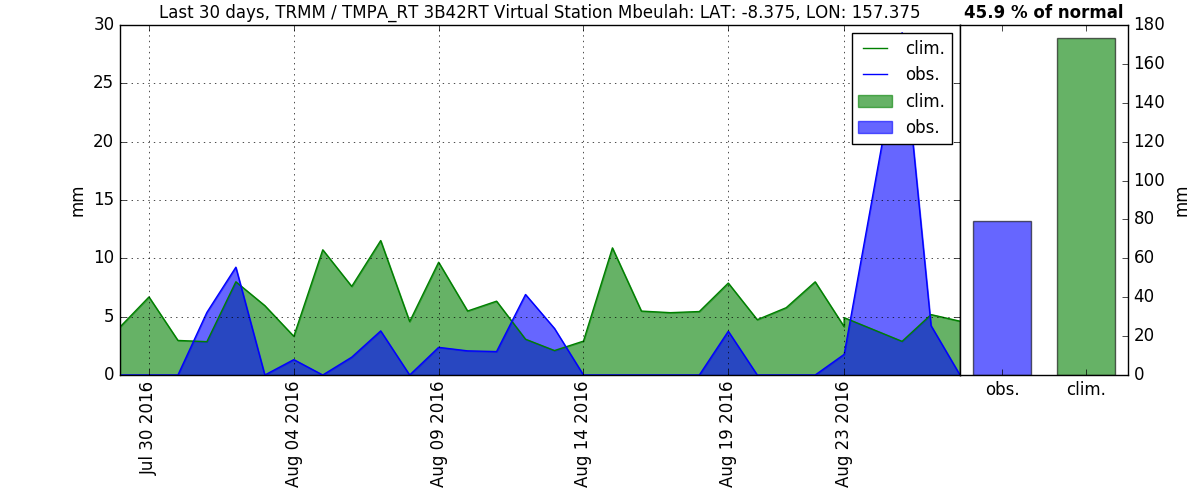 Last 30 days, TRMM / TMPA_RT 3B42RT Virtual Station Mbeulah: LAT: -8.375, LON: 157.375
45.9 % of normal
30
25
20
15
10
5
0
mm
clim.
obs.
clim.
obs.
Jul 30 2016
Aug 04 2016
Aug 09 2016
Aug 14 2016
Aug 19 2016
Aug 23 2016
180
160
140
120
100
80
60
40
20
0
mm
obs.
clim.